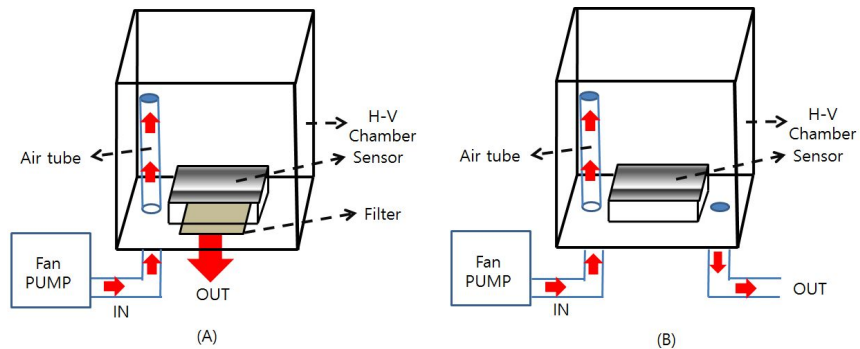 H-V
Chamber
Sensor
Air tube
Filter
Fan
PUMP
IN
OUT
(A)
H-V
Chamber
Sensor
Air tube
Fan
PUMP
IN
OUT
(B)